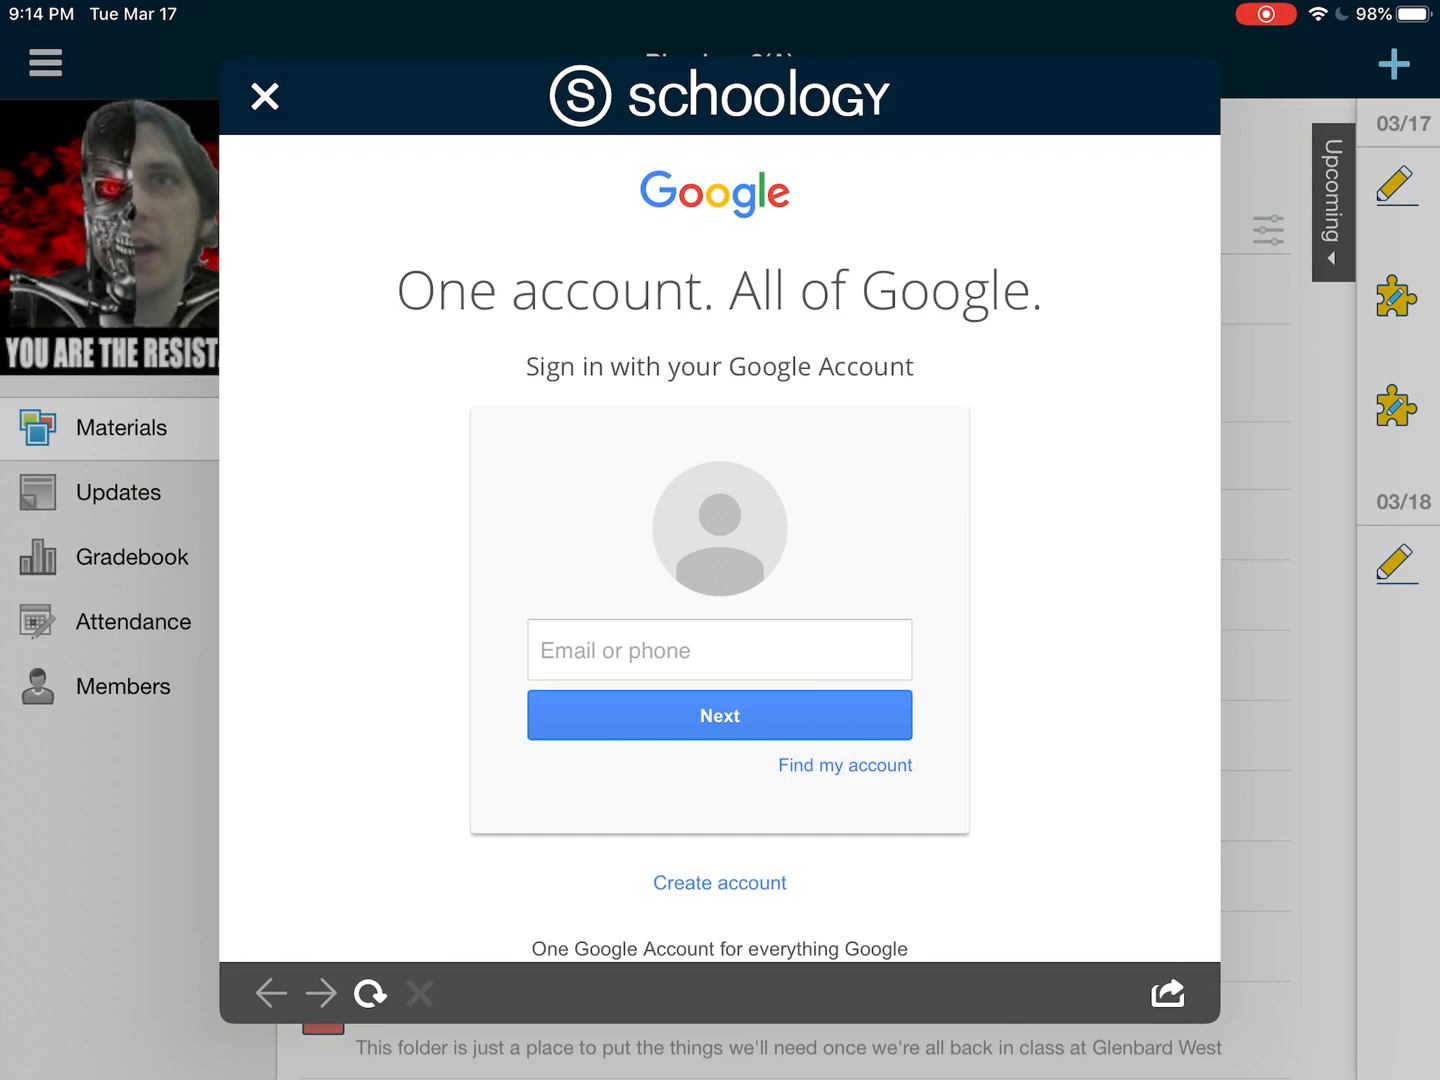 9:14 PM Tue Mar 17
98%
schoology
03/17
Upcoming
Google
One account. All of Google.
Sign in with your Google Account
YOU ARE THE RESIST
Materials
Updates
Gradebook
Attendance
Members
03/18
Email or phone
Next
Find my account
Create account
One Google Account for everything Google
This folder is just a place to put the things we'll need once we're all back in class at Glenbard West